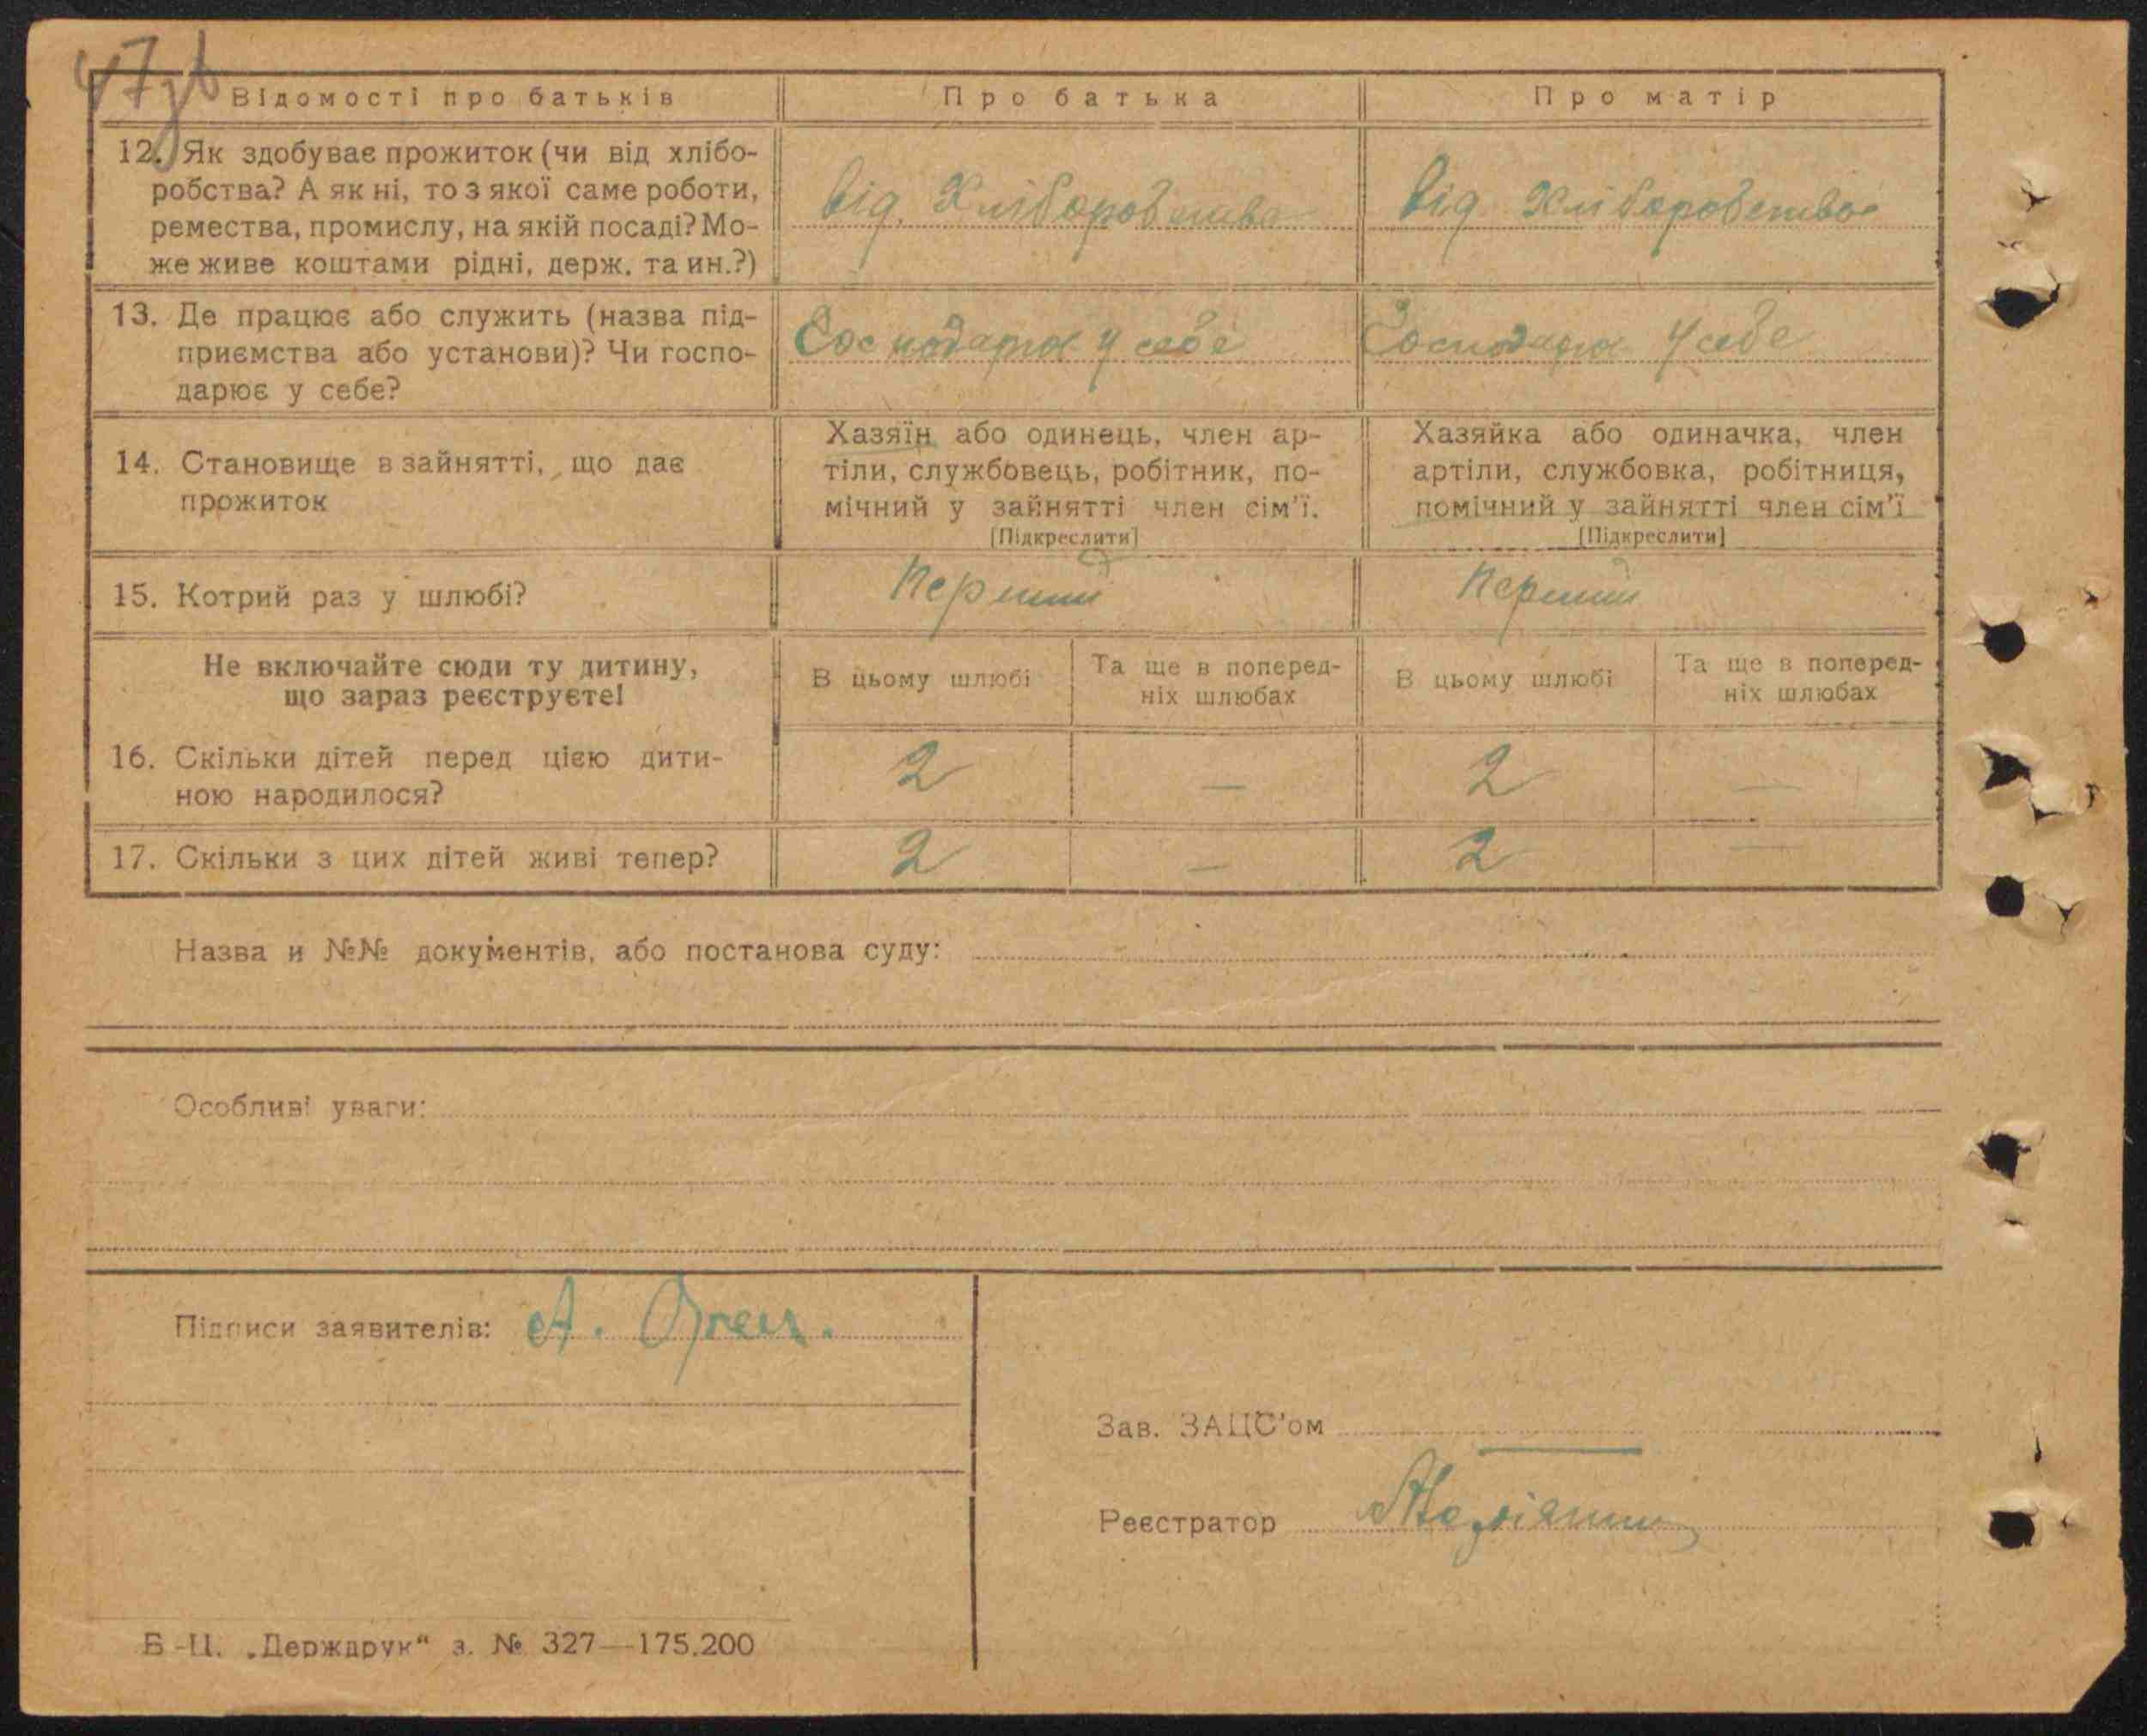 47зв
Відомості про батьків Про батька Про матір
12. Як здобуває прожиток (чи від хлібо-
робства? А як ні, то з якої саме роботи,
ремества, промислу, на якій посаді? Мо-
же живе коштами рідні, держ. та ин.?)
від Хліборобства від Хліборобства
13. Де працює або служить (назва під-
приємства або установи)? Чи госпо-
дарює у себе?
Господарює у себе Господарює у себе
14. Становище в зайнятті, що дає
прожиток
Хазяїн або одинець, член ар-
тіли, службовець, робітник, по-
мічний у зайнятті член сім'ї.
[Підкреслити]
Хазяйка або одиначка, член
артіли, службовка, робітниця,
помічний у зайнятті член сім'ї
[Підкреслити]
15. Котрий раз у шлюбі? Перший Перший
Не включайте сюди ту дитину,
що зараз реєструєте!
В цьому шлюбі
Та ще в поперед-
ніх шлюбах
В цьому шлюбі
Та ще в поперед-
ніх шлюбах
16. Скільки дітей перед цією дити-
ною народилося?
2 — 2 —
17. Скільки з цих дітей живі тепер? 2 — 2 —
Назва и №№ документів, або постанова суду:
Особливі уваги:
Підписи заявителів: А.
Зав. ЗАЦС'ом —
Реєстратор
Б-Ц. „Держдрук“ з. № 327—175.200